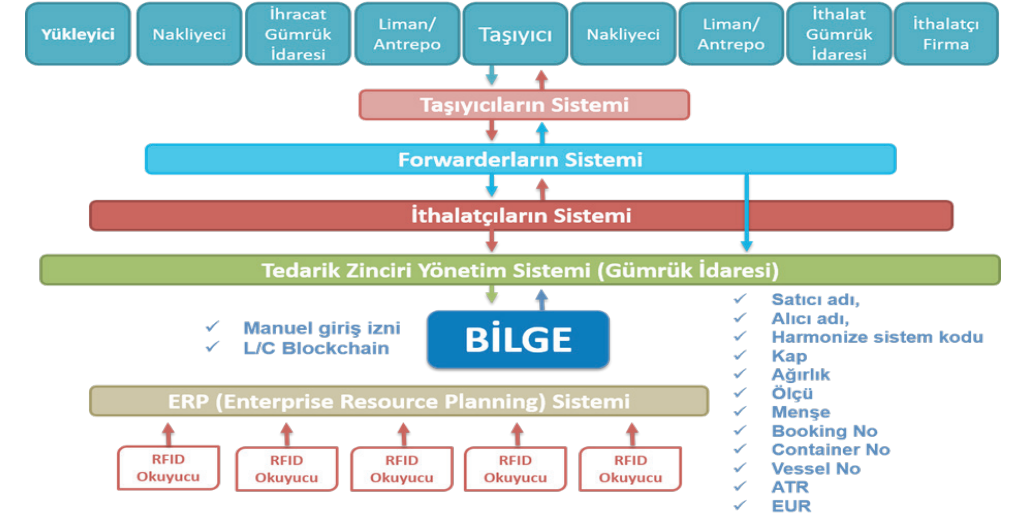 Yükleyici
Nakliyeci
İhracat
Gümrük
İdaresi
Liman/
Antrepo
Taşıyıcı
Nakliyeci
Liman/
Antrepo
İthalat
Gümrük
İdaresi
İthalatçı
Firma
Taşıyıcıların Sistemi
Forwarderların Sistemi
İthalatçıların Sistemi
Tedarik Zinciri Yönetim Sistemi (Gümrük İdaresi)
Manuel giriş izni
L/C Blockchain
BİLGE
Satıcı adı,
Alıcı adı,
Harmonize sistem kodu
Kap
Ağırlık
Ölçü
Menşe
Booking No
Container No
Vessel No
ATR
EUR
ERP (Enterprise Resource Planning) Sistemi
RFID
Okuyucu
RFID
Okuyucu
RFID
Okuyucu
RFID
Okuyucu
RFID
Okuyucu